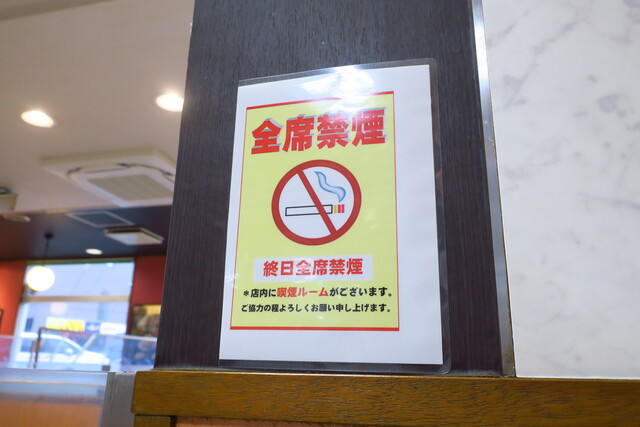 全席禁煙
終日全席禁煙
＊店内に喫煙ルームがございます。
ご協力の程よろしくお願い申し上げます。